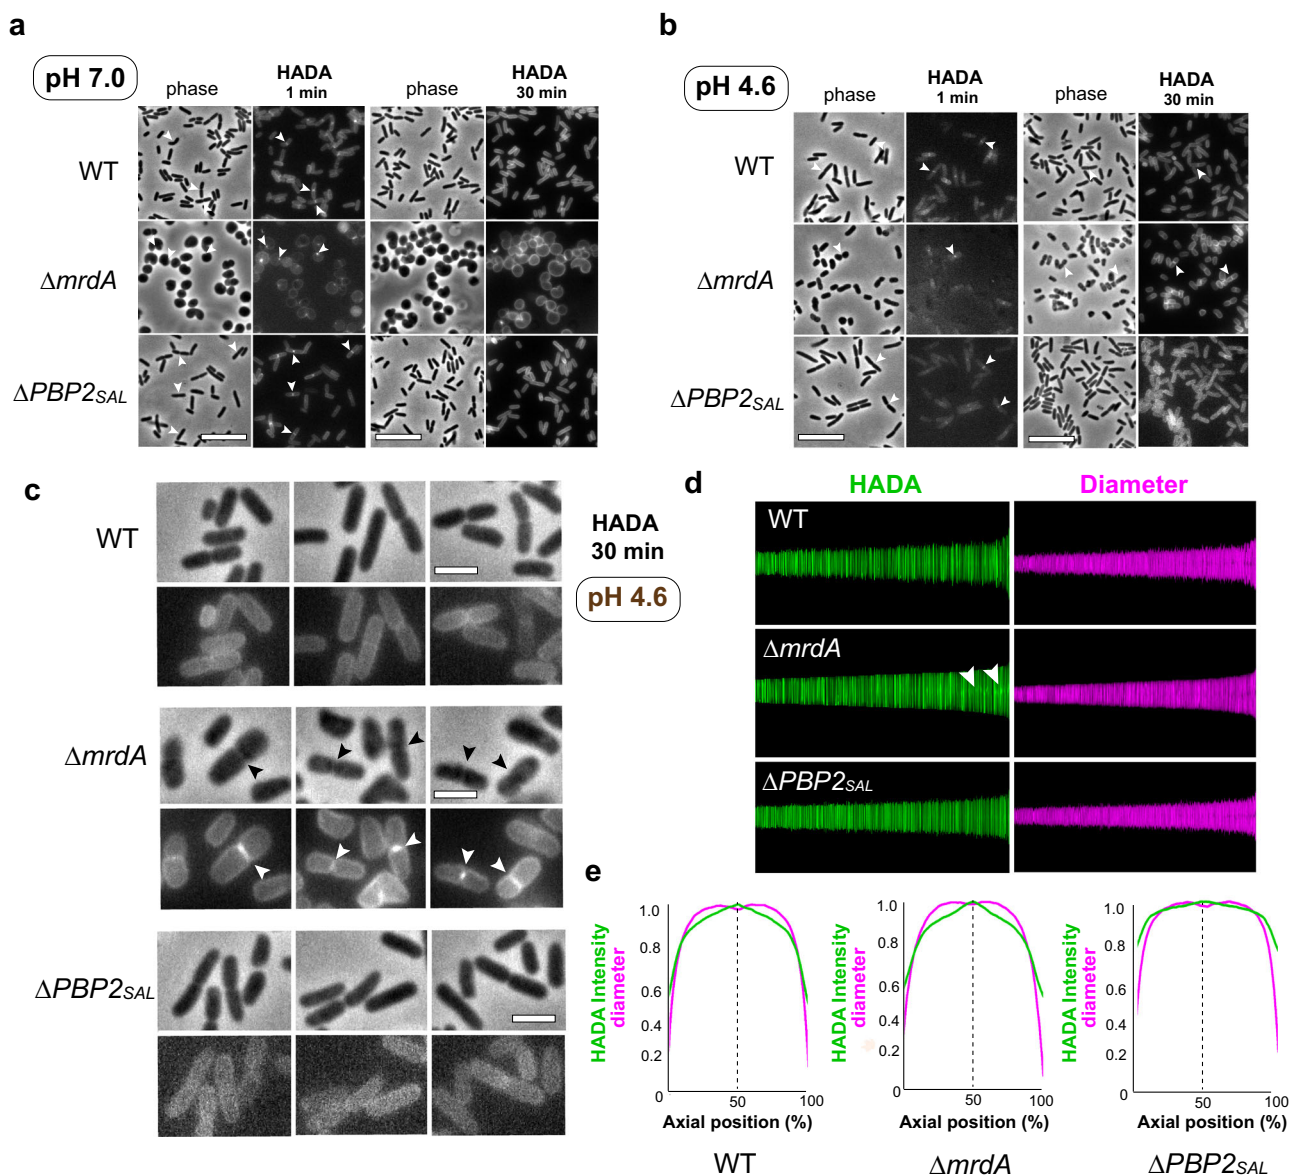 a
pH 7.0
phase
HADA
1 min
phase
HADA
30 min
WT
ΔmrdA
ΔPBP2SAL
b
pH 4.6
phase
HADA
1 min
phase
HADA
30 min
WT
ΔmrdA
ΔPBP2SAL
c
WT
ΔmrdA
ΔPBP2SAL
HADA
30 min
pH 4.6
d
HADA
Diameter
WT
ΔmrdA
ΔPBP2SAL
e
HADA Intensity
diameter
1.0
0.8
0.6
0.4
0.2
0
50
100
Axial position (%)
WT
HADA Intensity
diameter
1.0
0.8
0.6
0.4
0.2
0
50
100
Axial position (%)
ΔmrdA
HADA Intensity
diameter
1.0
0.8
0.6
0.4
0.2
0
50
100
Axial position (%)
ΔPBP2SAL